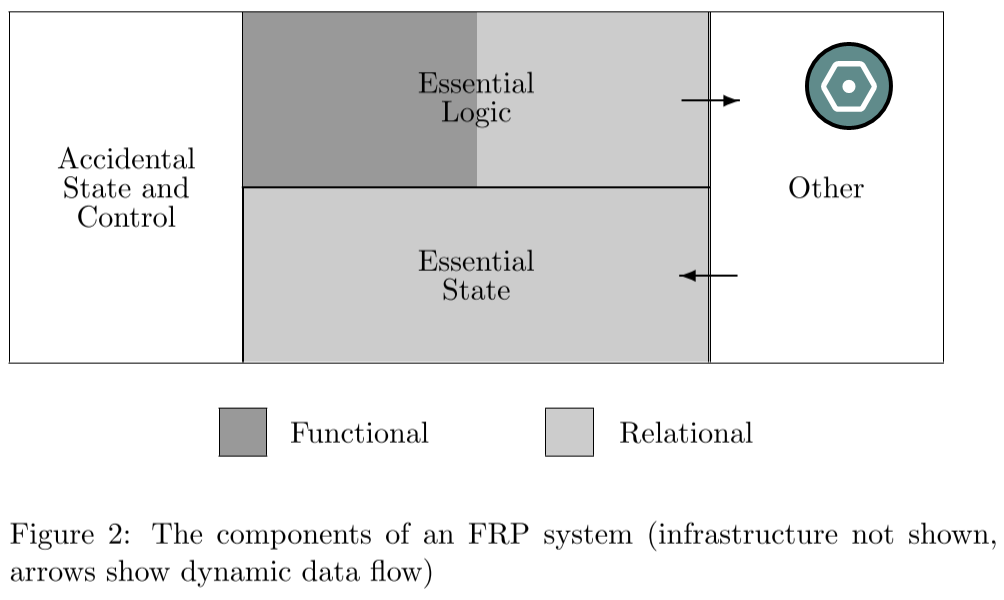 Essential
Logic
Accidental
State and
Control
Other
Essential
State
Functional
Relational
Figure 2: The components of an FRP system (infrastructure not shown,
arrows show dynamic data flow)